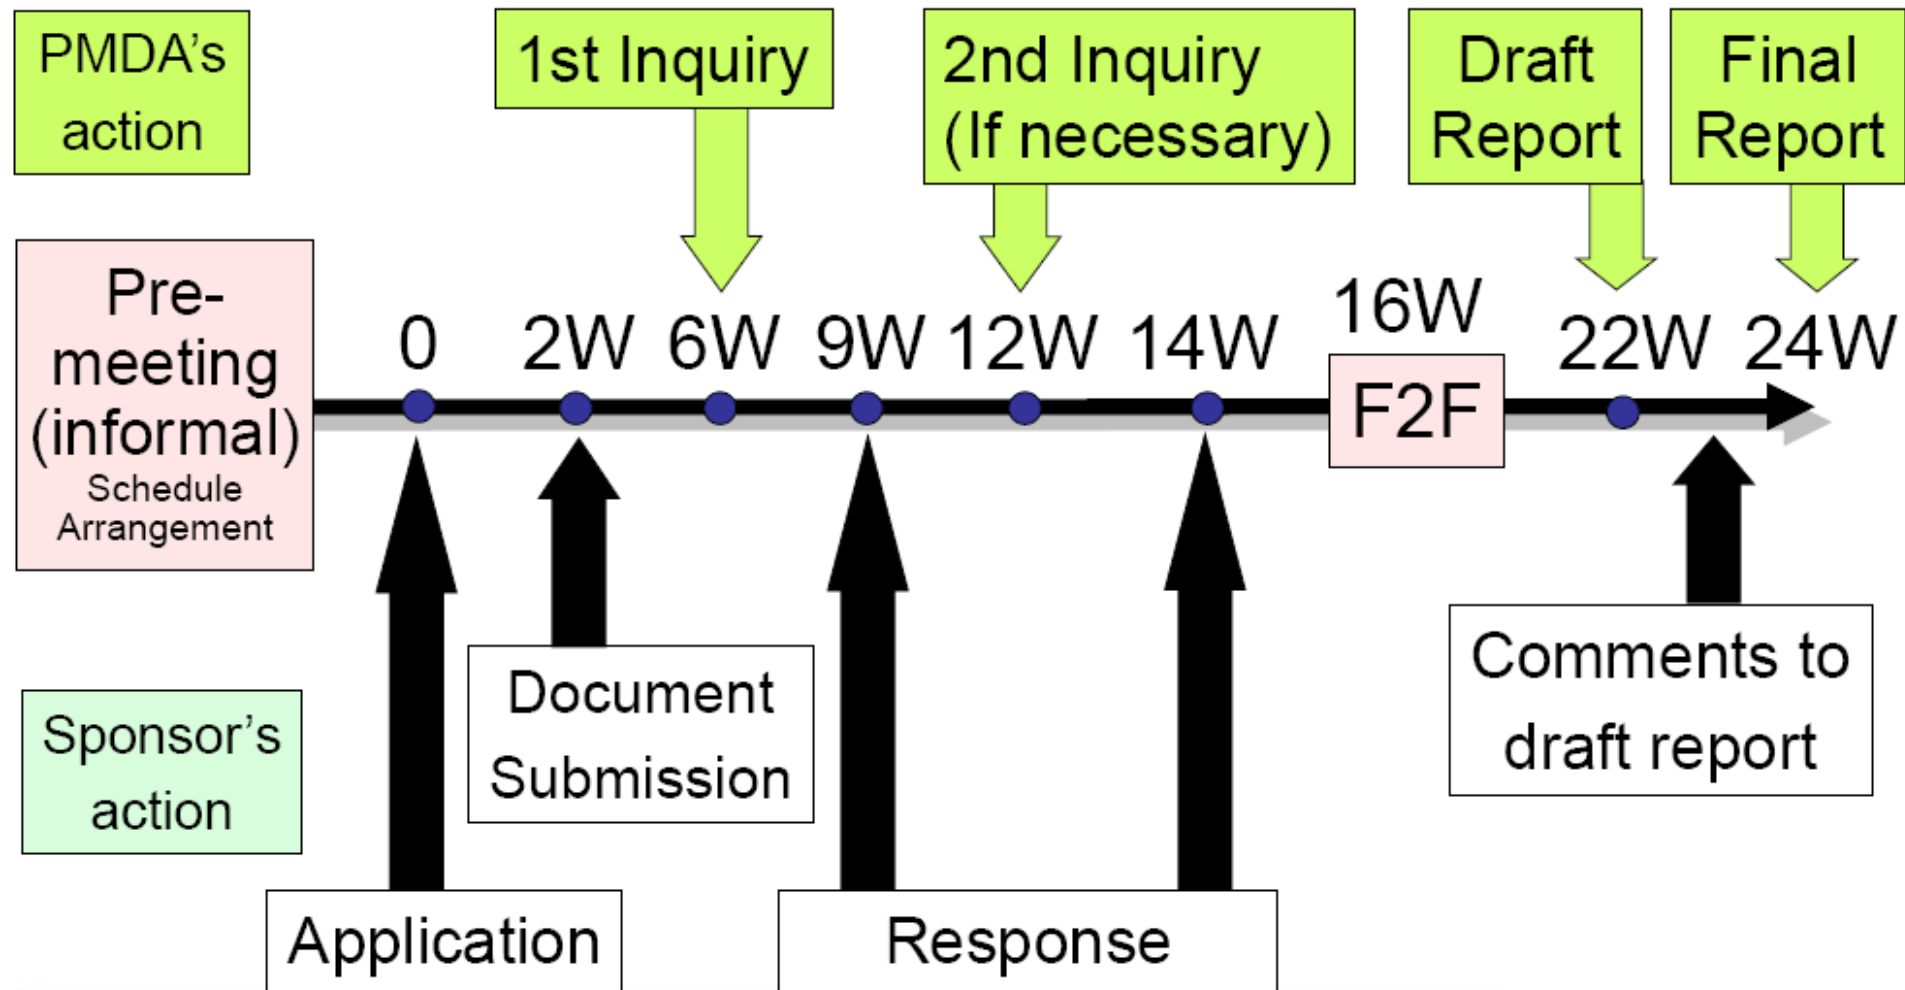 PMDA's
action
1st Inquiry
2nd Inquiry
(If necessary)
Draft
Report
Final
Report
Pre-
meeting
(informal)
Schedule
Arrangement
0
2W
6W
9W
12W
14W
16W
22W
24W
F2F
Sponsor's
action
Document
Submission
Comments to
draft report
Application
Response